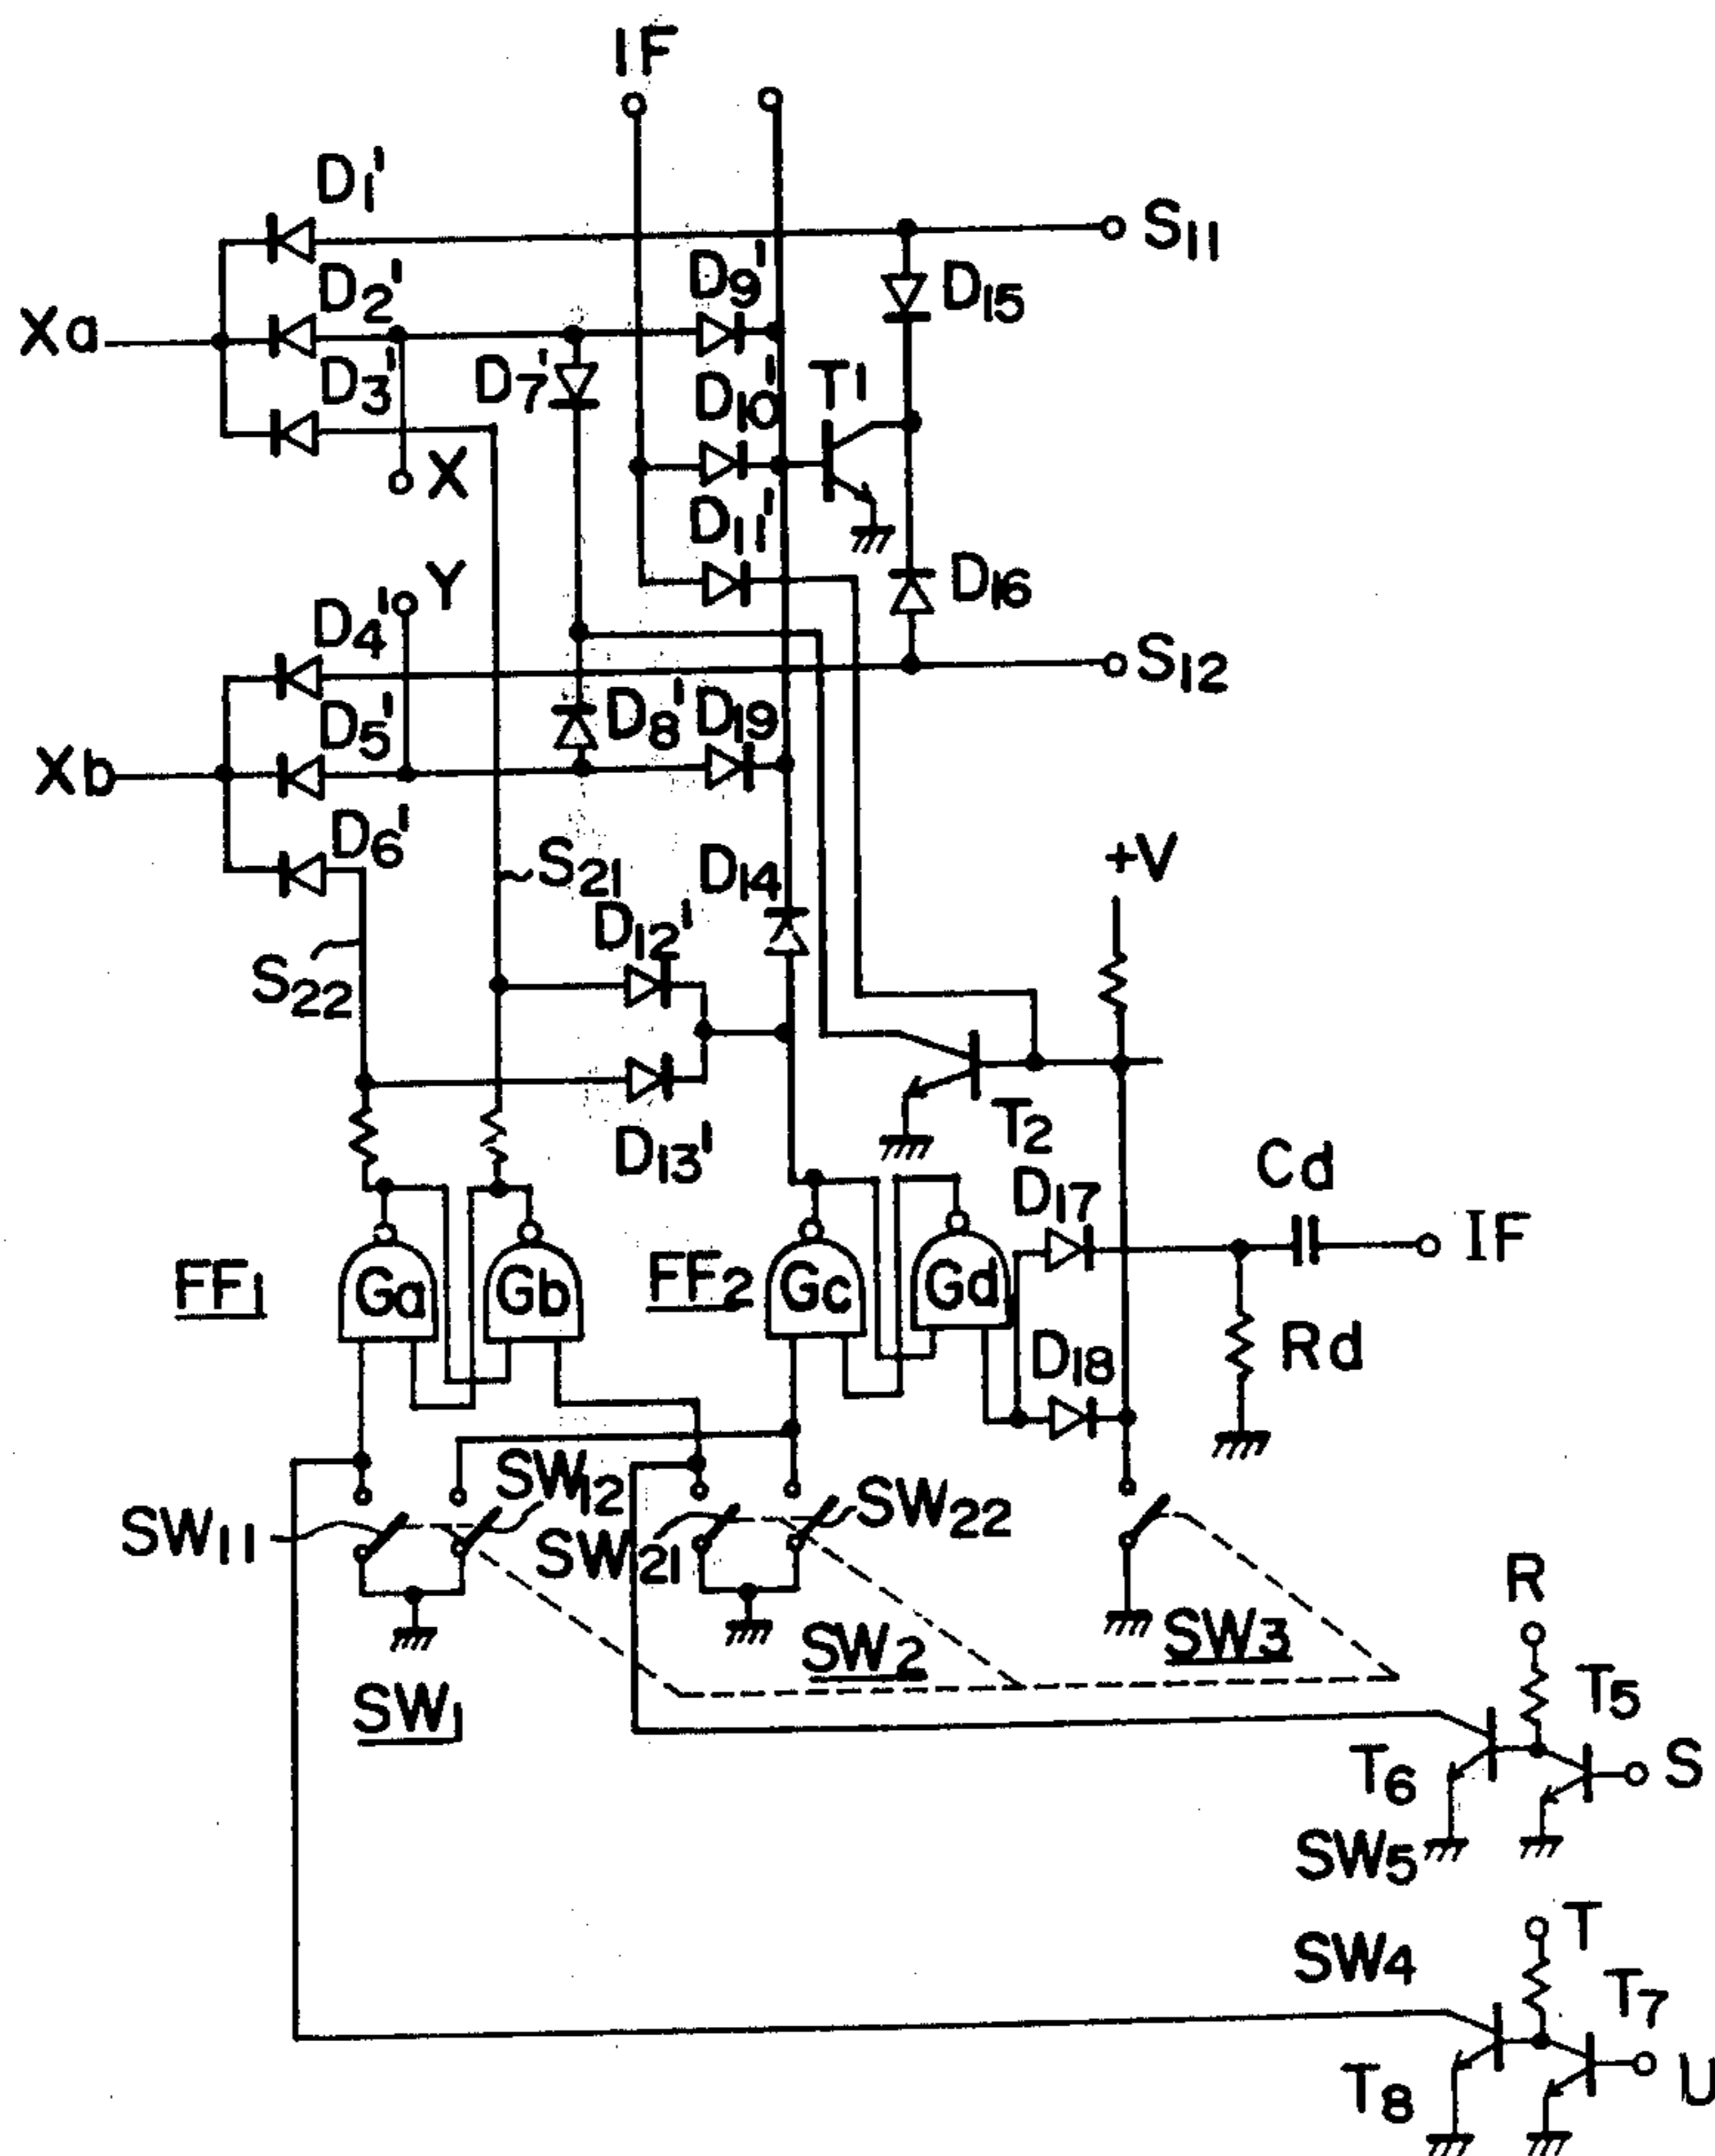 IF
D1'
S11
D2'
D9'
D15
Xa
D3'
D7'
D10'
T1
X
D11'
Y
D4'
D16
S12
D5'
D8'
D19
Xb
D6'
S21
D14
+V
D12'
S22
T2
D13'
Cd
D17
IF
FF1
Ga
Gb
FF2
Gc
Gd
D18
Rd
SW11
SW12
SW21
SW22
R
SW2
SW3
SW1
T5
T6
S
SW5
T
SW4
T7
T8
U